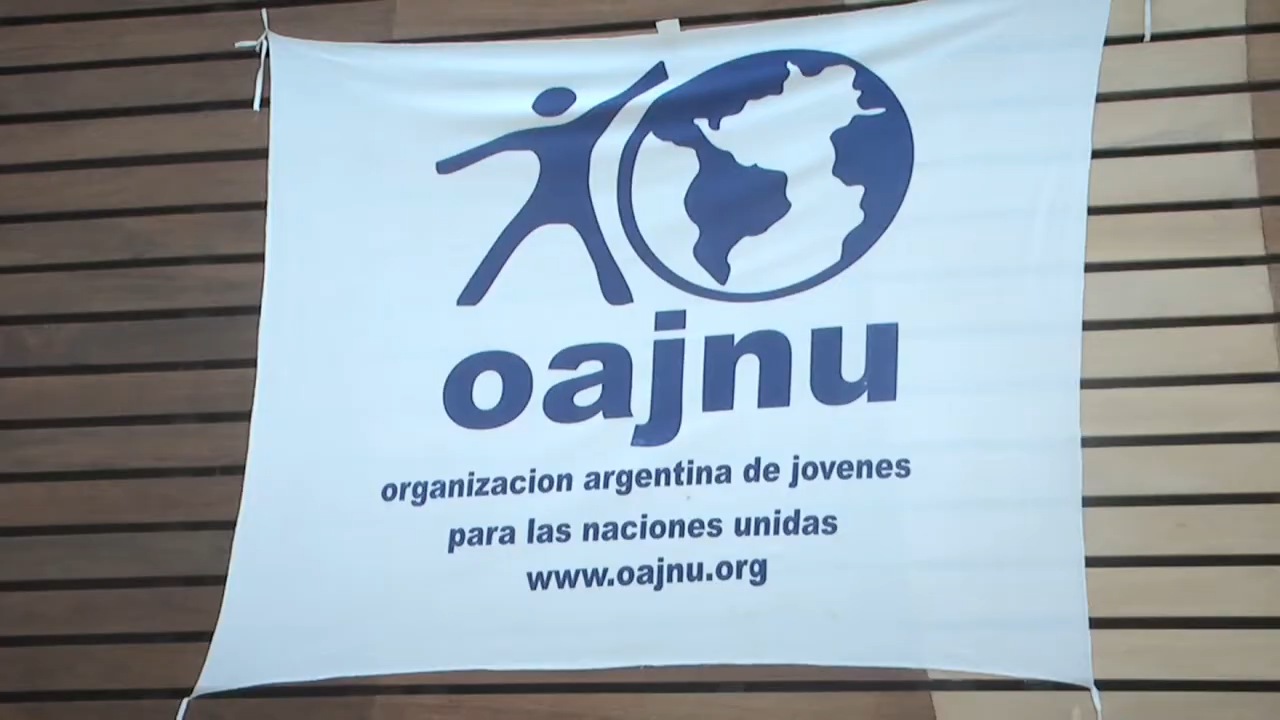 oajnu
organizacion argentina de jovenes
para las naciones unidas
www.oajnu.org